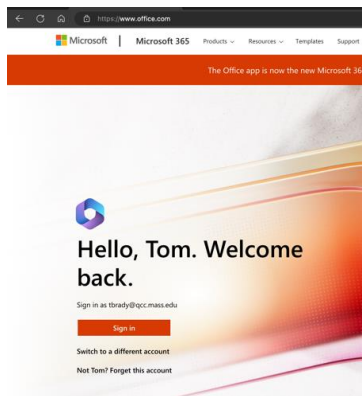 https://www.office.com
Microsoft | Microsoft 365 Products Resources Templates Support
The Office app is now the new Microsoft 36
Hello, Tom. Welcome
back.
Sign in as tbrady@qcc.mass.edu
Sign in
Switch to a different account
Not Tom? Forget this account